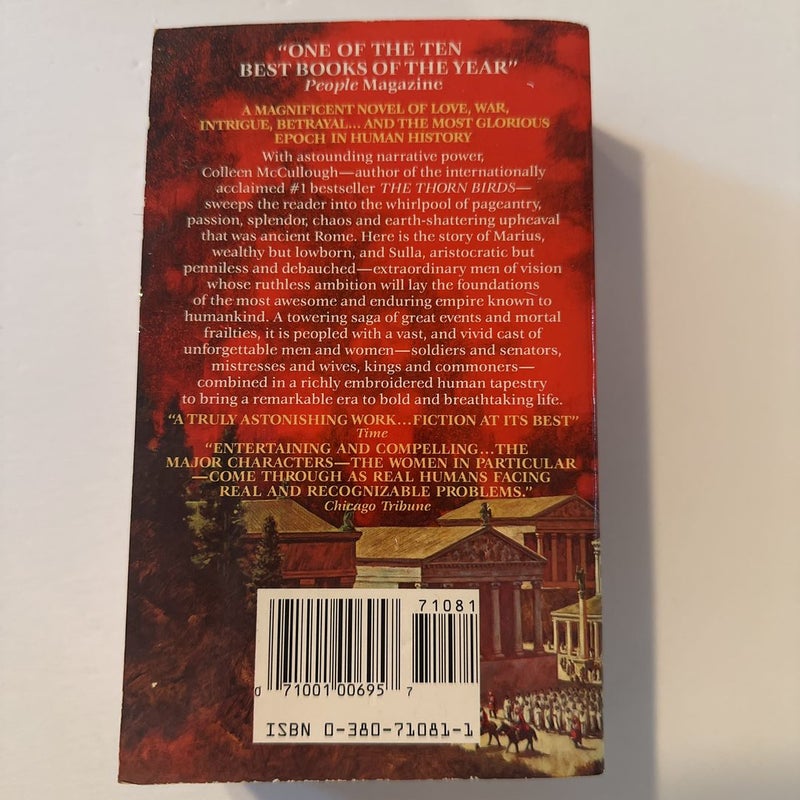 “ONE OF THE TEN
BEST BOOKS OF THE YEAR”
People Magazine
A MAGNIFICENT NOVEL OF LOVE, WAR,
INTRIGUE, BETRAYAL... AND THE MOST GLORIOUS
EPOCH IN HUMAN HISTORY
With astounding narrative power,
Colleen McCullough—author of the internationally
acclaimed #1 bestseller THE THORN BIRDS—
sweeps the reader into the whirlpool of pageantry,
passion, splendor, chaos and earth-shattering upheaval
that was ancient Rome. Here is the story of Marius,
wealthy but lowborn, and Sulla, aristocratic but
penniless and debauched—extraordinary men of vision
whose ruthless ambition will lay the foundations
of the most awesome and enduring empire known to
humankind. A towering saga of great events and mortal
frailties, it is peopled with a vast, and vivid cast of
unforgettable men and women—soldiers and senators,
mistresses and wives, kings and commoners—
combined in a richly embroidered human tapestry
to bring a remarkable era to bold and breathtaking life.
“A TRULY ASTONISHING WORK...FICTION AT ITS BEST”
Time
“ENTERTAINING AND COMPELLING...THE
MAJOR CHARACTERS—THE WOMEN IN PARTICULAR
—COME THROUGH AS REAL HUMANS FACING
REAL AND RECOGNIZABLE PROBLEMS.”
Chicago Tribune
71081
0 71001 00695 7
ISBN 0-380-71081-1